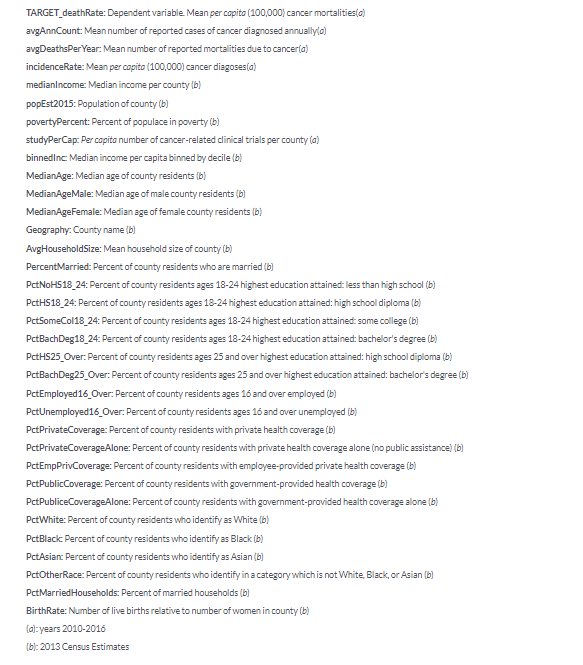 TARGET_deathRate: Dependent variable. Mean per capita (100,000) cancer mortalities(a)
avgAnnCount: Mean number of reported cases of cancer diagnosed annually(a)
avgDeathsPerYear: Mean number of reported mortalities due to cancer(a)
incidenceRate: Mean per capita (100,000) cancer diagoses(a)
medianIncome: Median income per county (b)
popEst2015: Population of county (b)
povertyPercent: Percent of populace in poverty (b)
studyPerCap: Per capita number of cancer-related clinical trials per county (a)
binnedInc: Median income per capita binned by decile (b)
MedianAge: Median age of county residents (b)
MedianAgeMale: Median age of male county residents (b)
MedianAgeFemale: Median age of female county residents (b)
Geography: County name (b)
AvgHouseholdSize: Mean household size of county (b)
PercentMarried: Percent of county residents who are married (b)
PctNoHS18_24: Percent of county residents ages 18-24 highest education attained: less than high school (b)
PctHS18_24: Percent of county residents ages 18-24 highest education attained: high school diploma (b)
PctSomeCol18_24: Percent of county residents ages 18-24 highest education attained: some college (b)
PctBachDeg18_24: Percent of county residents ages 18-24 highest education attained: bachelor's degree (b)
PctHS25_Over: Percent of county residents ages 25 and over highest education attained: high school diploma (b)
PctBachDeg25_Over: Percent of county residents ages 25 and over highest education attained: bachelor's degree (b)
PctEmployed16_Over: Percent of county residents ages 16 and over employed (b)
PctUnemployed16_Over: Percent of county residents ages 16 and over unemployed (b)
PctPrivateCoverage: Percent of county residents with private health coverage (b)
PctPrivateCoverageAlone: Percent of county residents with private health coverage alone (no public assistance) (b)
PctEmpPrivCoverage: Percent of county residents with employee-provided private health coverage (b)
PctPublicCoverage: Percent of county residents with government-provided health coverage (b)
PctPubliceCoverageAlone: Percent of county residents with government-provided health coverage alone (b)
PctWhite: Percent of county residents who identify as White (b)
PctBlack: Percent of county residents who identify as Black (b)
PctAsian: Percent of county residents who identify as Asian (b)
PctOtherRace: Percent of county residents who identify in a category which is not White, Black, or Asian (b)
PctMarriedHouseholds: Percent of married households (b)
BirthRate: Number of live births relative to number of women in county (b)
(a): years 2010-2016
(b): 2013 Census Estimates